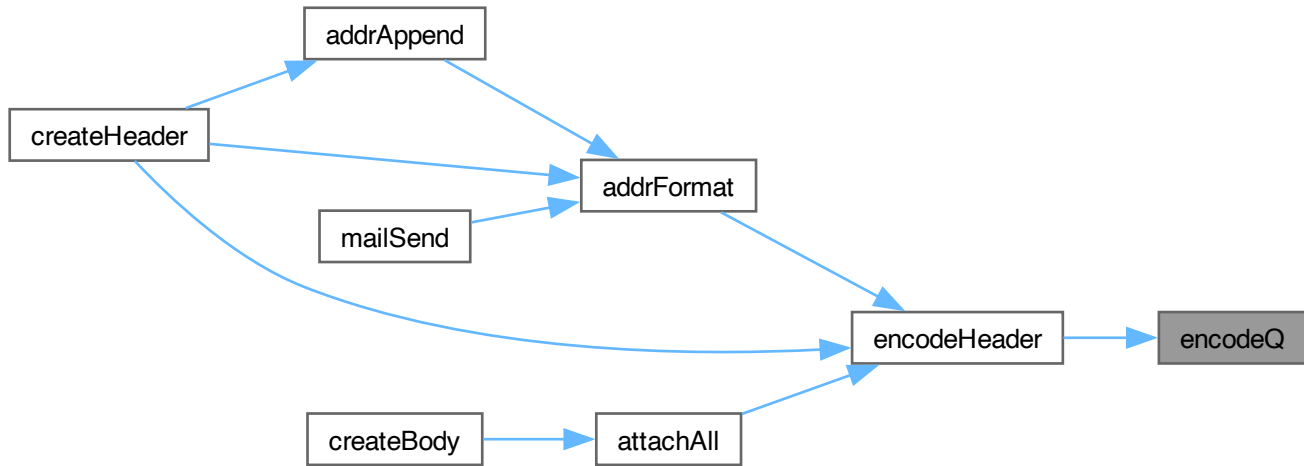 addrAppend
createHeader
addrFormat
mailSend
encodeHeader
encodeQ
createBody
attachAll